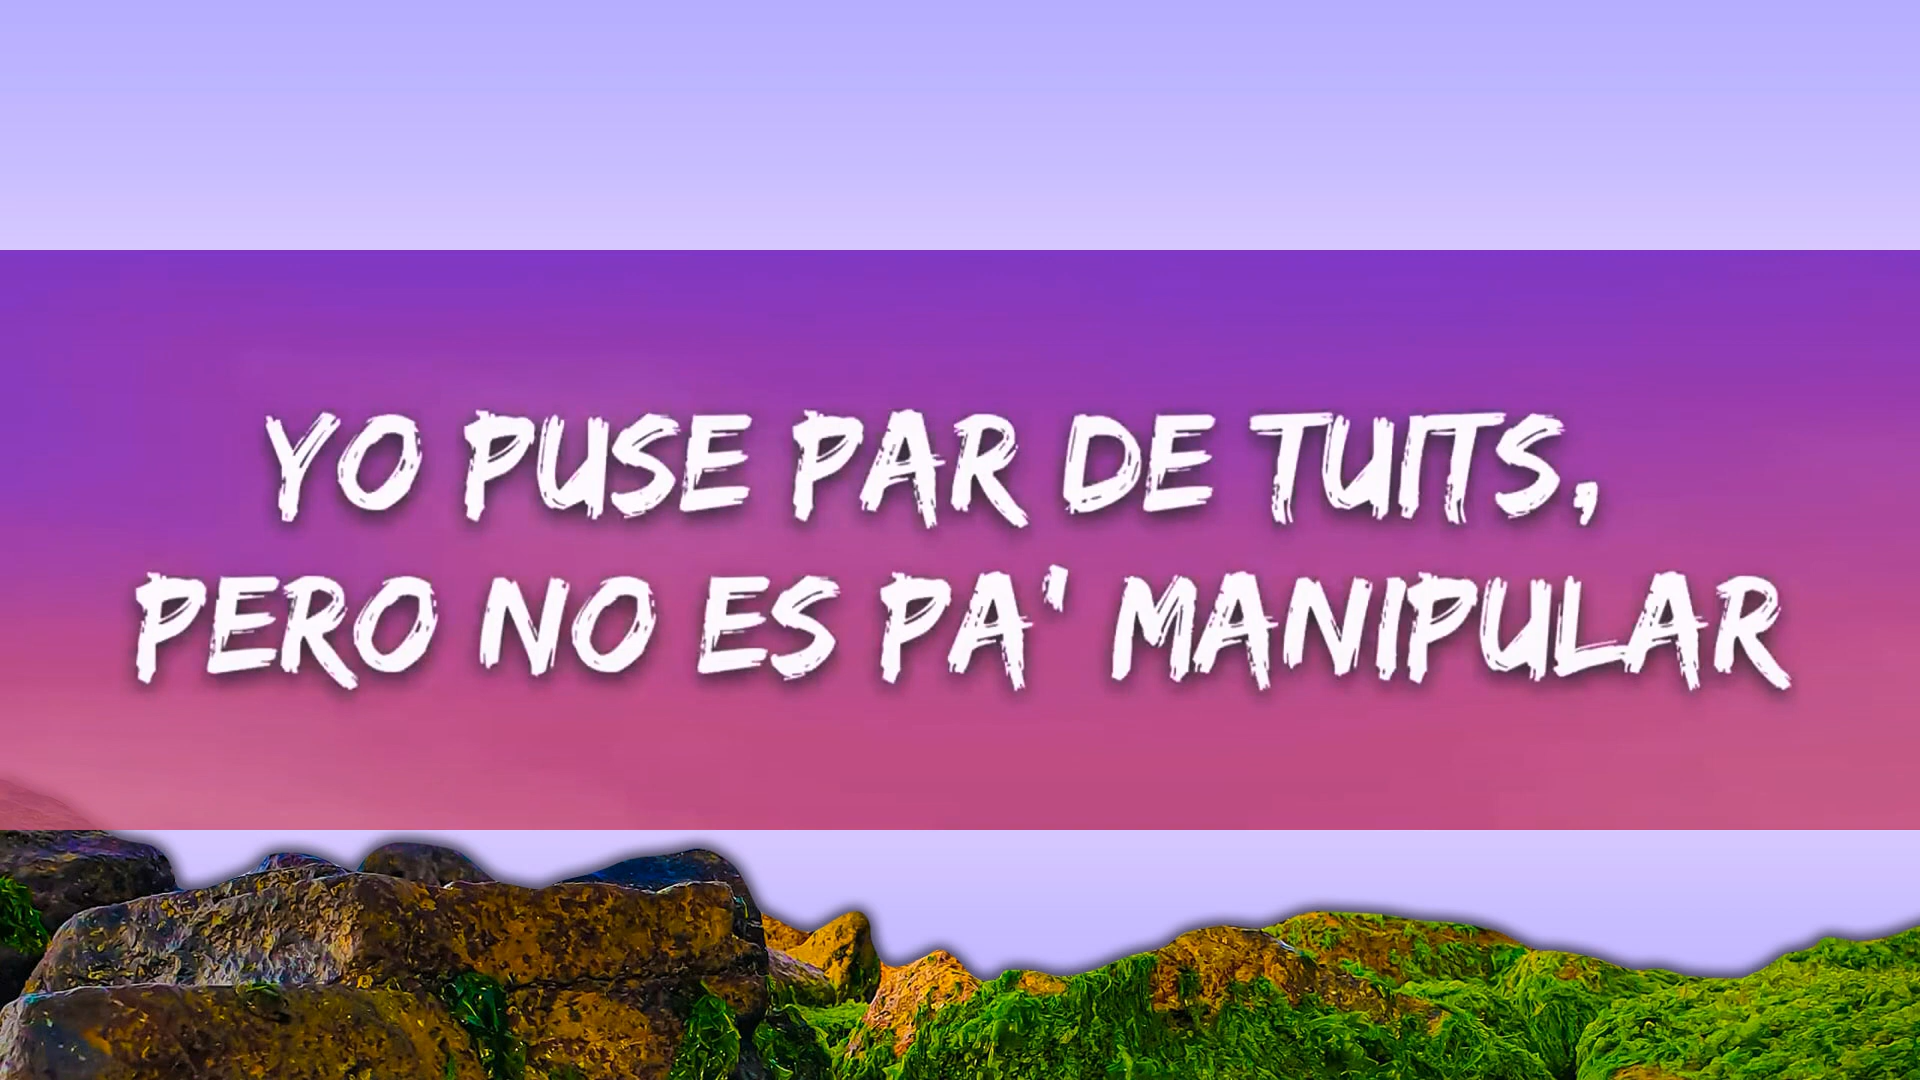 YO PUSE PAR DE TUITS,
PERO NO ES PA' MANIPULAR